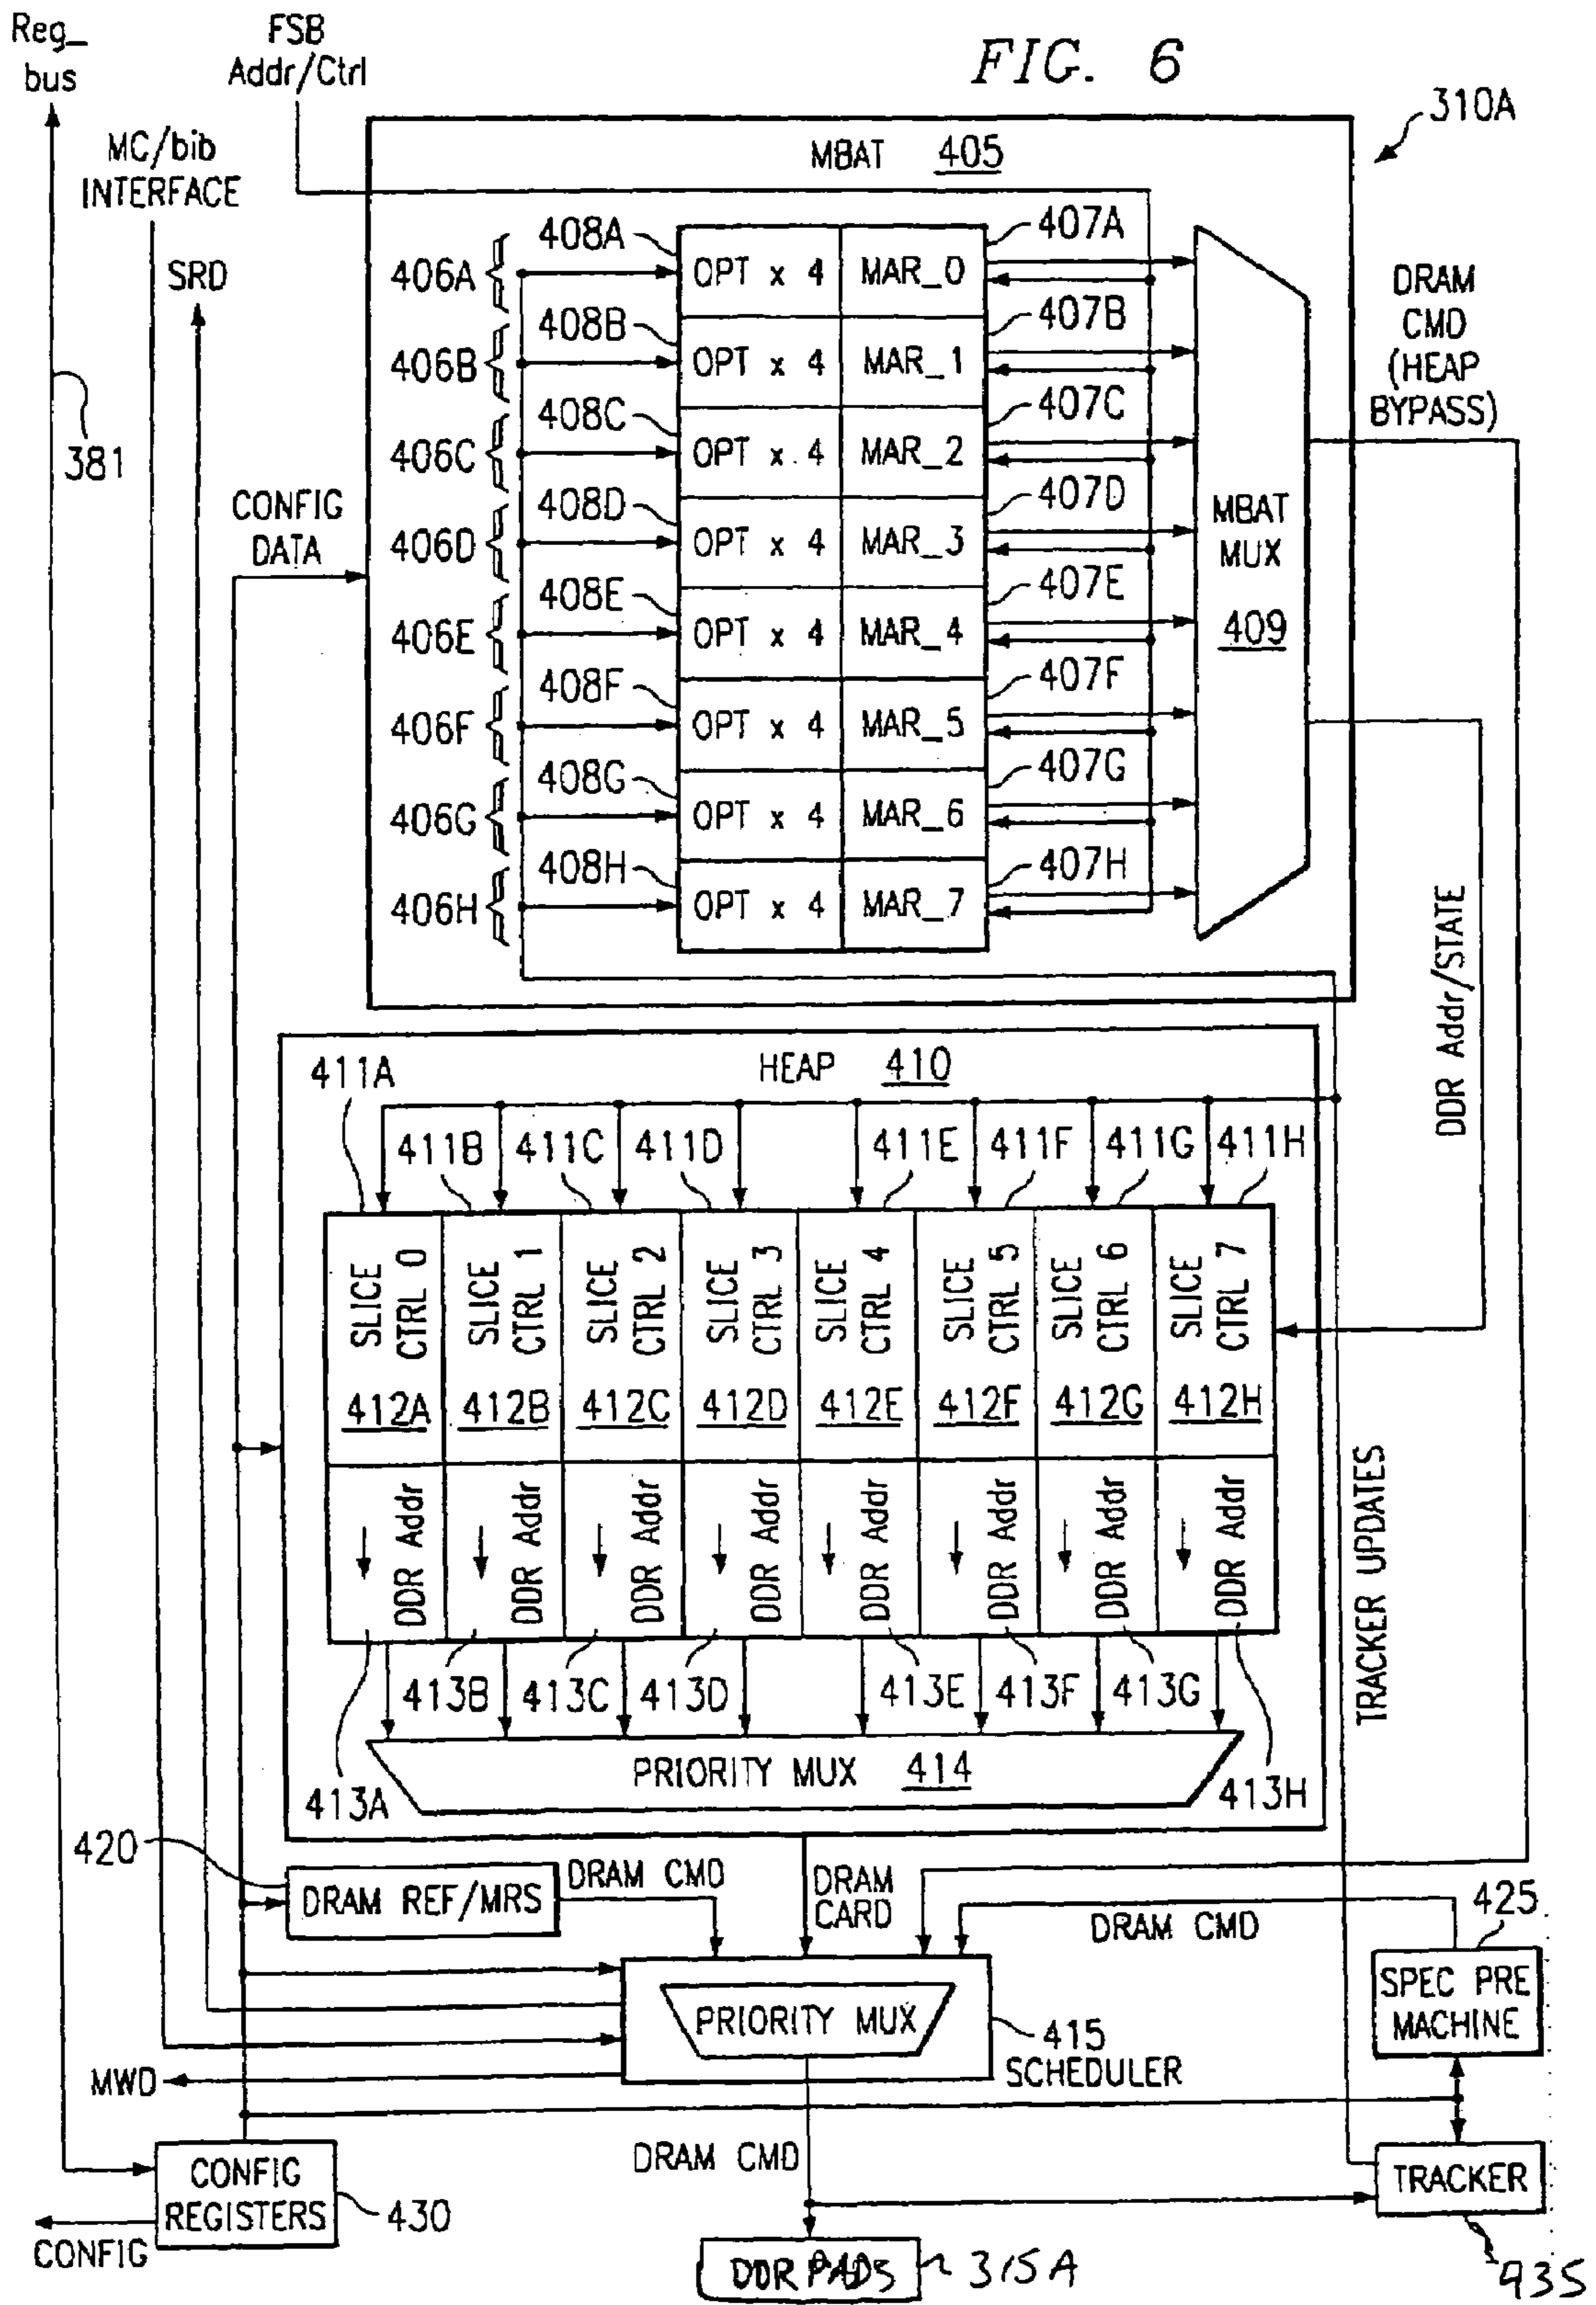 FIG. 6
Reg_
bus
FSB
Addr/Ctrl
MC/bib
INTERFACE
SRD
381
310A
MBAT 405
406A 408A OPT x 4 MAR_0 407A
406B 408B OPT x 4 MAR_1 407B
406C 408C OPT x 4 MAR_2 407C
406D 408D OPT x 4 MAR_3 407D
406E 408E OPT x 4 MAR_4 407E
406F 408F OPT x 4 MAR_5 407F
406G 408G OPT x 4 MAR_6 407G
406H 408H OPT x 4 MAR_7 407H
MBAT
MUX
409
DRAM
CMD
(HEAP
BYPASS)
CONFIG
DATA
DDR Addr/STATE
HEAP 410
411A 411B 411C 411D 411E 411F 411G 411H
SLICE CTRL 0
SLICE CTRL 1
SLICE CTRL 2
SLICE CTRL 3
SLICE CTRL 4
SLICE CTRL 5
SLICE CTRL 6
SLICE CTRL 7
412A 412B 412C 412D 412E 412F 412G 412H
DDR Addr
DDR Addr
DDR Addr
DDR Addr
DDR Addr
DDR Addr
DDR Addr
DDR Addr
413A 413B 413C 413D 413E 413F 413G 413H
PRIORITY MUX 414
TRACKER UPDATES
420
DRAM REF/MRS
DRAM CMD
DRAM
CARD
DRAM CMD
425
SPEC PRE
MACHINE
PRIORITY MUX
415
SCHEDULER
MWD
DRAM CMD
CONFIG
REGISTERS
430
CONFIG
TRACKER
435
DDR PADS
315A